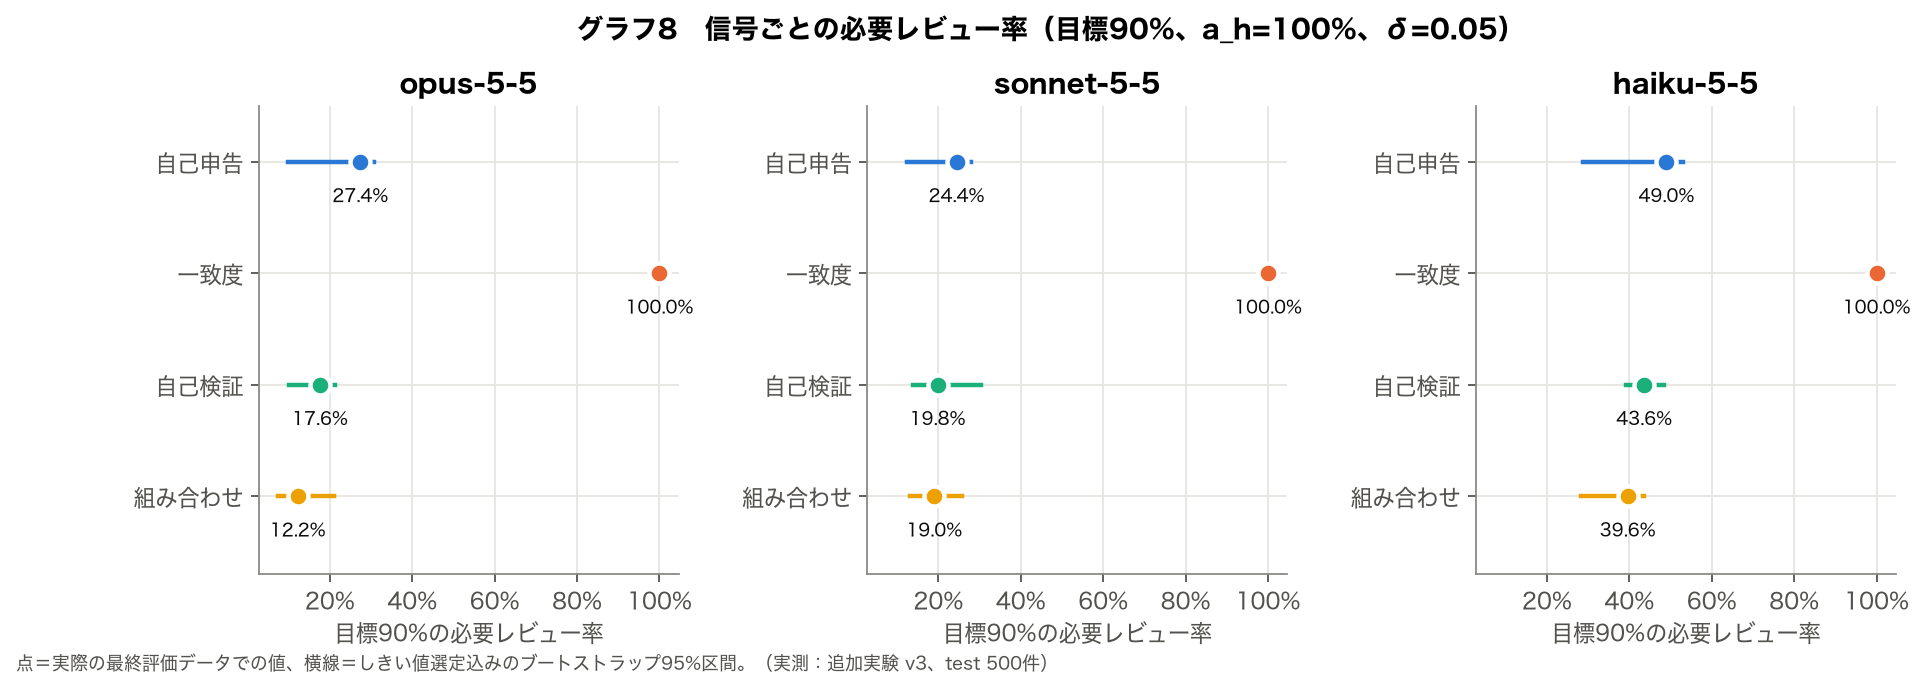 グラフ8　信号ごとの必要レビュー率（目標90%、a_h=100%、δ=0.05）
opus-5-5
自己申告
27.4%
一致度
100.0%
自己検証
17.6%
組み合わせ
12.2%
20% 40% 60% 80% 100%
目標90%の必要レビュー率
sonnet-5-5
自己申告
24.4%
一致度
100.0%
自己検証
19.8%
組み合わせ
19.0%
20% 40% 60% 80% 100%
目標90%の必要レビュー率
haiku-5-5
自己申告
49.0%
一致度
100.0%
自己検証
43.6%
組み合わせ
39.6%
20% 40% 60% 80% 100%
目標90%の必要レビュー率
点＝実際の最終評価データでの値、横線＝しきい値選定込みのブートストラップ95%区間。（実測：追加実験 v3、test 500件）